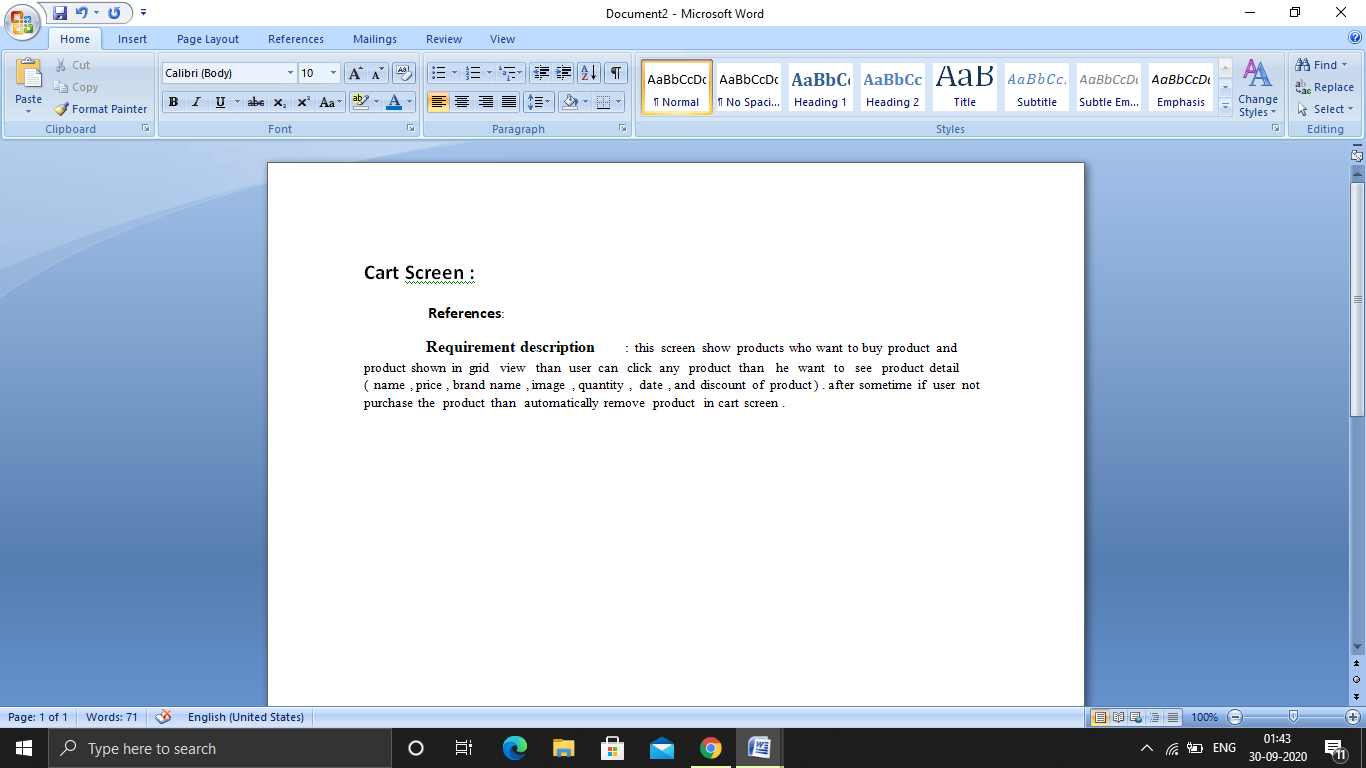 Document2 - Microsoft Word
Home Insert Page Layout References Mailings Review View
Paste
Cut
Copy
Format Painter
Clipboard
Calibri (Body) 10
Font
Paragraph
AaBbCcDc AaBbCcDc AaBbC AaBbCc AaB AaBbCc. AaBbCcDc AaBbCcDc
¶ Normal ¶ No Spaci... Heading 1 Heading 2 Title Subtitle Subtle Em... Emphasis
Change Styles
Styles
Find
Replace
Select
Editing
Cart Screen :
References:
Requirement description : this screen show products who want to buy product and
product shown in grid view than user can click any product than he want to see product detail
( name , price , brand name , image , quantity , date , and discount of product ) . after sometime if user not
purchase the product than automatically remove product in cart screen .
Page: 1 of 1 Words: 71 English (United States) 100%
Type here to search
ENG
01:43
30-09-2020
11